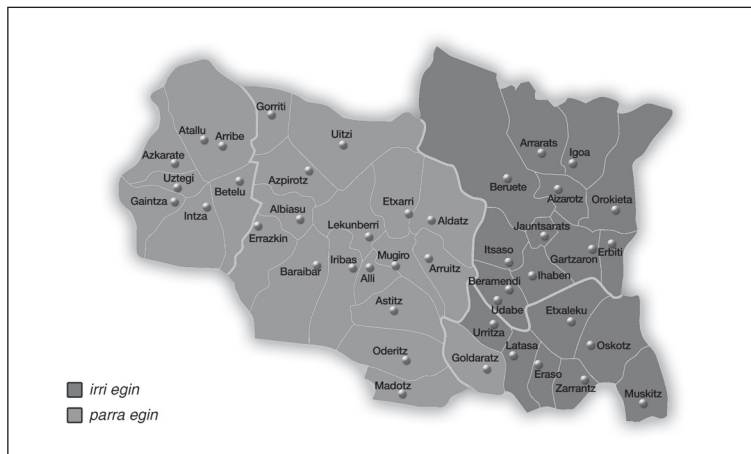 Gorriti
Uitzi
Atallu
Arribe
Azkarate
Uztegi
Gaintza
Intza
Betelu
Azpirotz
Albiasu
Errazkin
Etxarri
Aldatz
Lekunberri
Baraibar
Iribas
Alli
Mugiro
Arruitz
Astitz
Oderitz
Madotz
Goldaratz
Arrarats
Igoa
Beruete
Aizarotz
Orokieta
Jauntsarats
Itsaso
Gartzaron
Erbiti
Ihaben
Beramendi
Udabe
Urritza
Etxaleku
Latasa
Oskotz
Eraso
Zarrantz
Muskitz
irri egin
parra egin